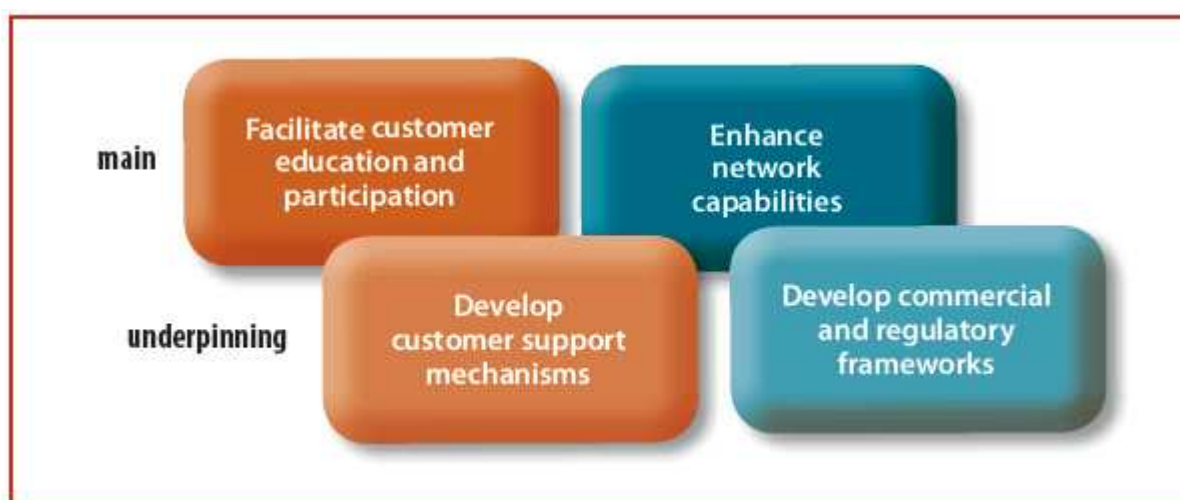 main
Facilitate customer
education and
participation
Enhance
network
capabilities
underpinning
Develop
customer support
mechanisms
Develop commercial
and regulatory
frameworks